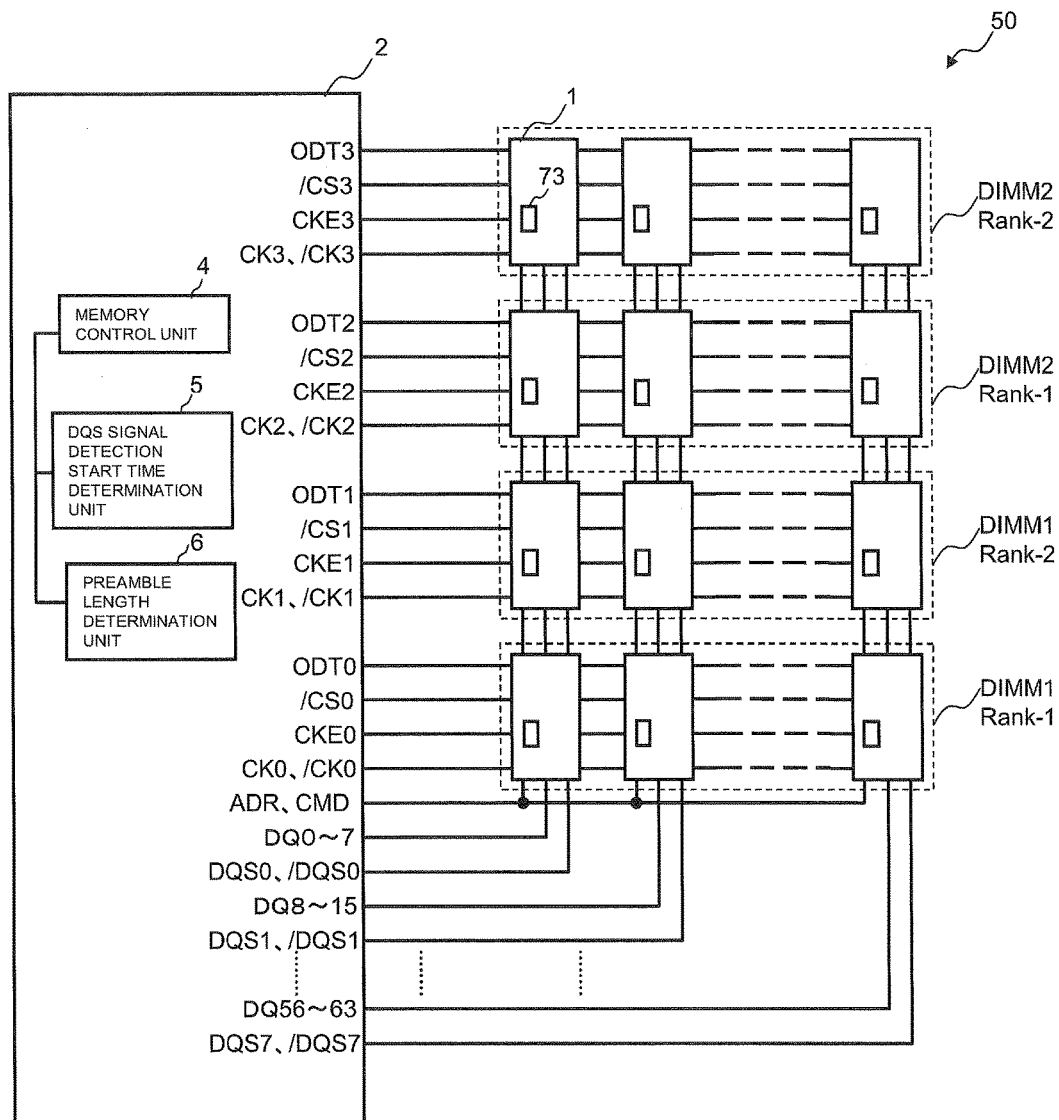 50
2
1
ODT3
/CS3
73
CKE3
CK3、/CK3
DIMM2
Rank-2
4
MEMORY
CONTROL UNIT
ODT2
/CS2
CKE2
CK2、/CK2
DIMM2
Rank-1
5
DQS SIGNAL
DETECTION
START TIME
DETERMINATION
UNIT
ODT1
/CS1
CKE1
CK1、/CK1
DIMM1
Rank-2
6
PREAMBLE
LENGTH
DETERMINATION
UNIT
ODT0
/CS0
CKE0
CK0、/CK0
DIMM1
Rank-1
ADR、CMD
DQ0～7
DQS0、/DQS0
DQ8～15
DQS1、/DQS1
DQ56～63
DQS7、/DQS7